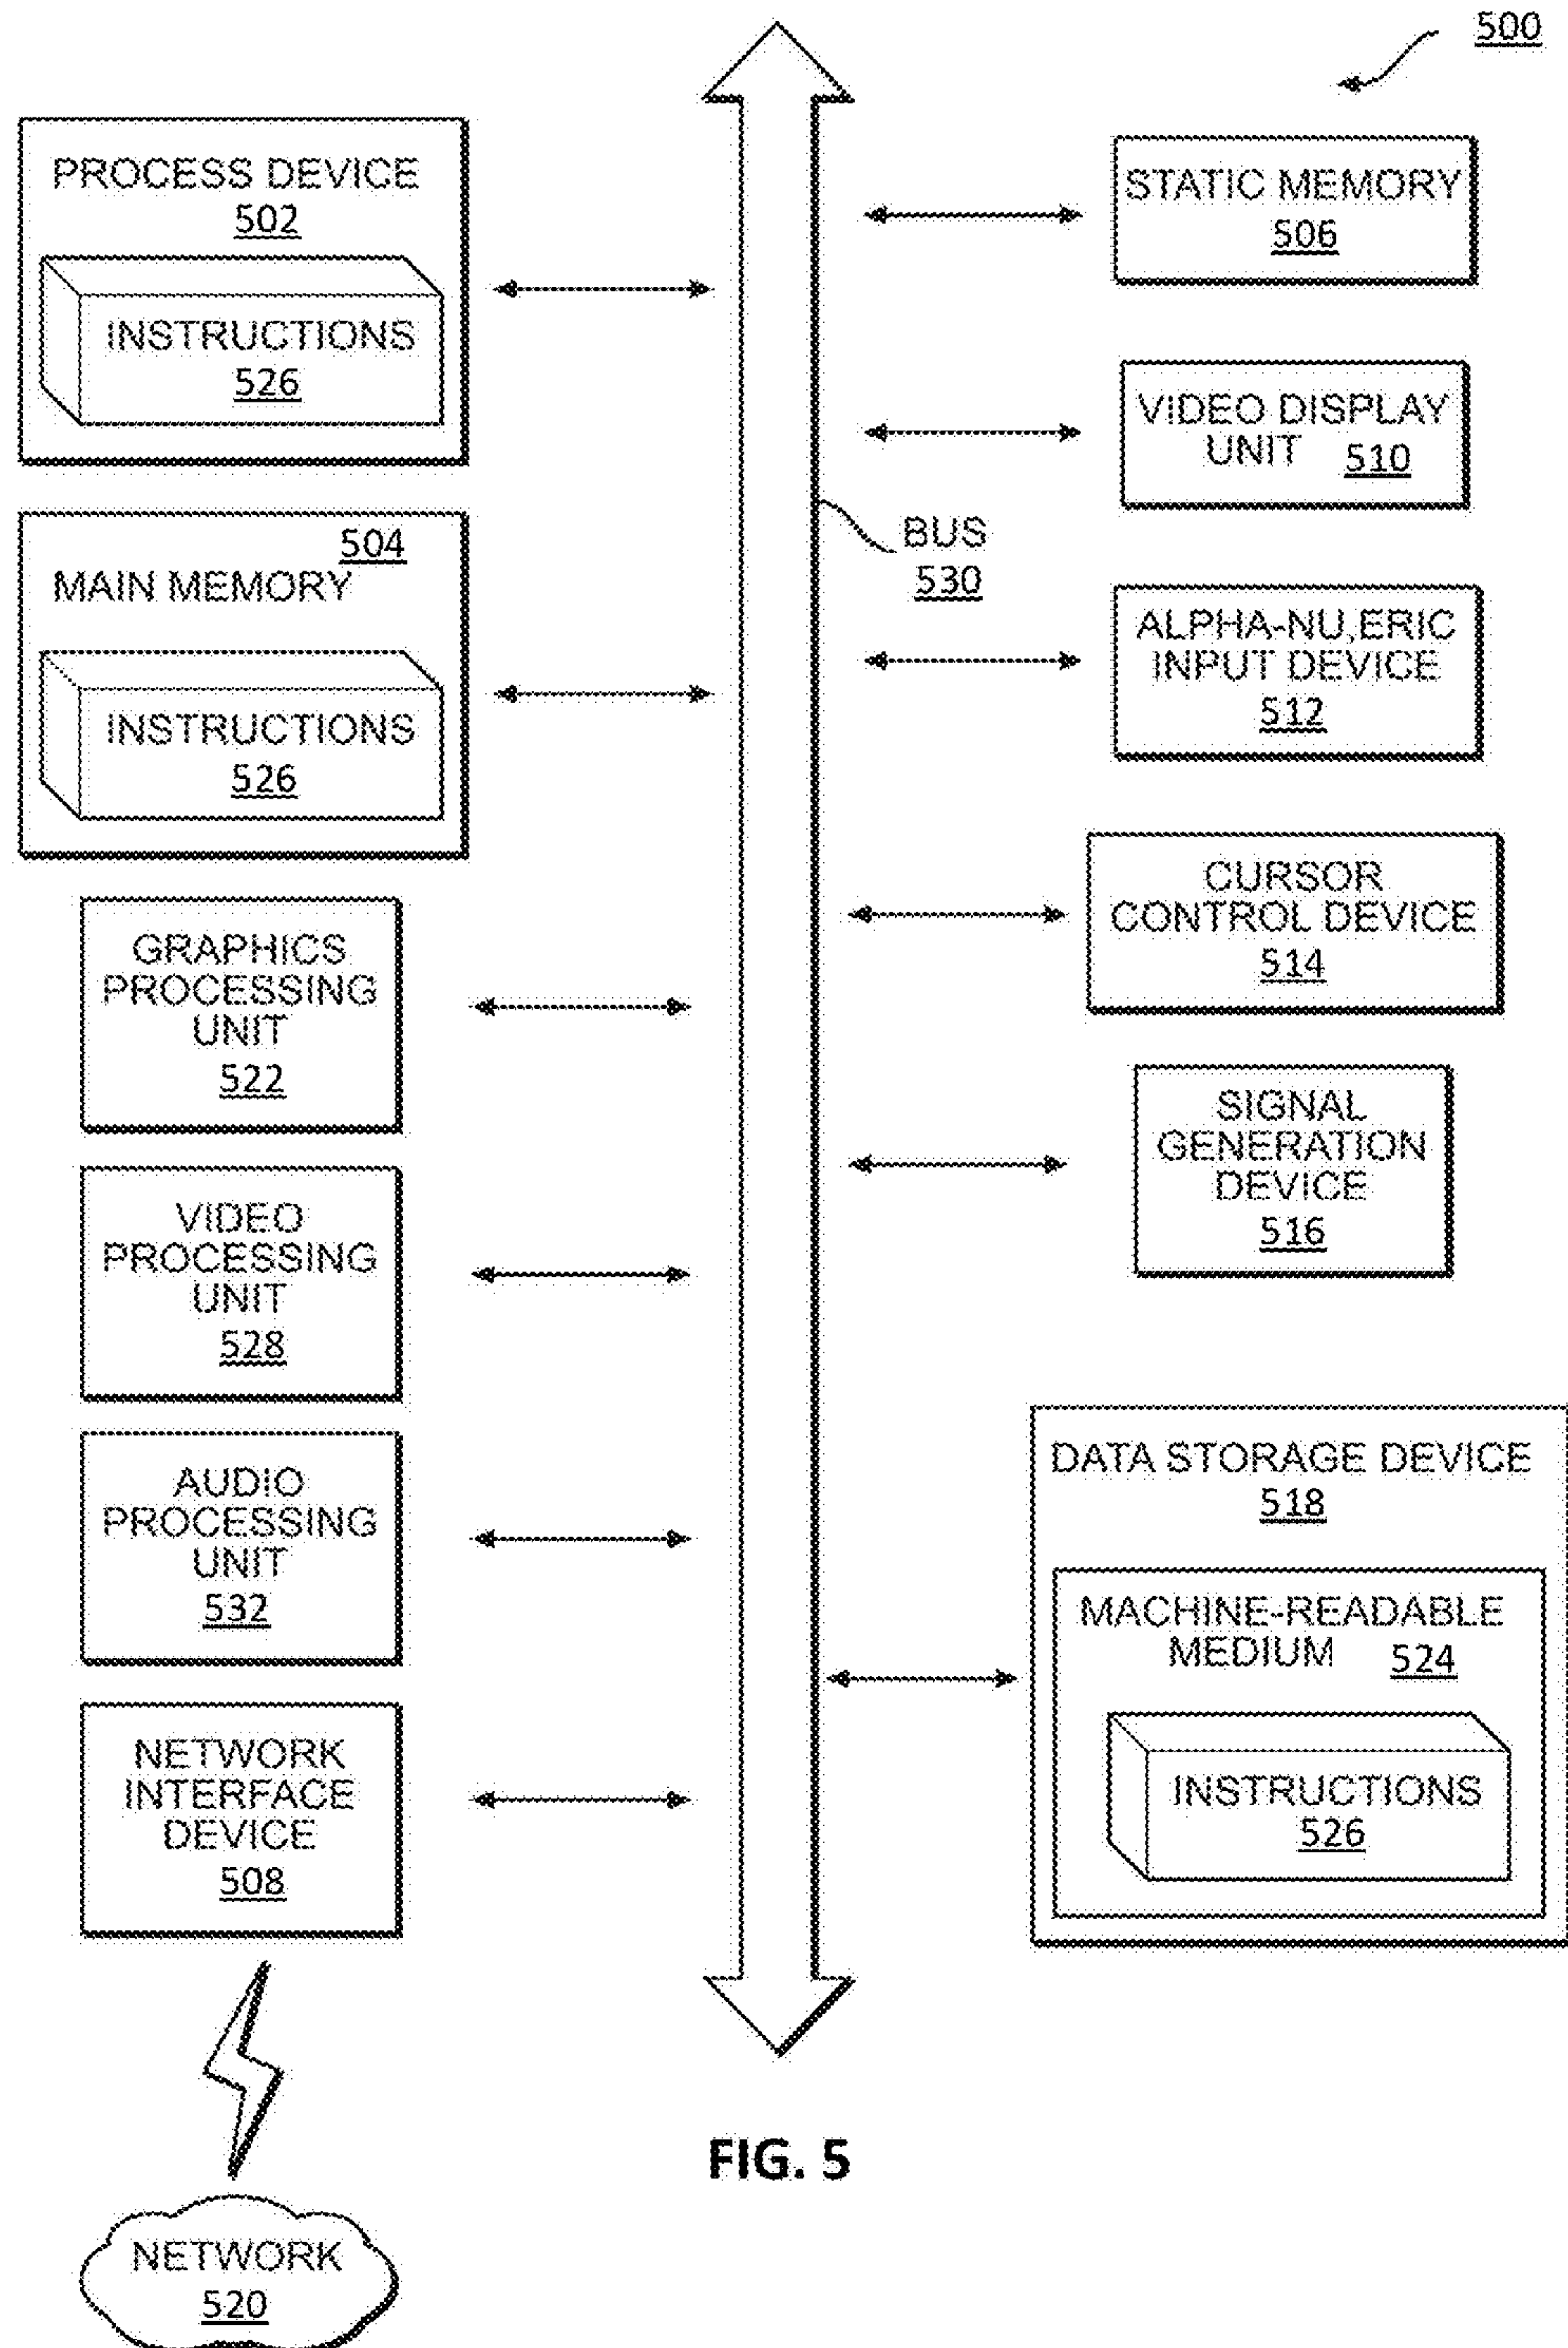 500
PROCESS DEVICE
502
INSTRUCTIONS
526
504
MAIN MEMORY
INSTRUCTIONS
526
GRAPHICS
PROCESSING
UNIT
522
VIDEO
PROCESSING
UNIT
528
AUDIO
PROCESSING
UNIT
532
NETWORK
INTERFACE
DEVICE
508
NETWORK
520
BUS
530
STATIC MEMORY
506
VIDEO DISPLAY
UNIT 510
ALPHA-NU,ERIC
INPUT DEVICE
512
CURSOR
CONTROL DEVICE
514
SIGNAL
GENERATION
DEVICE
516
DATA STORAGE DEVICE
518
MACHINE-READABLE
MEDIUM 524
INSTRUCTIONS
526
FIG. 5